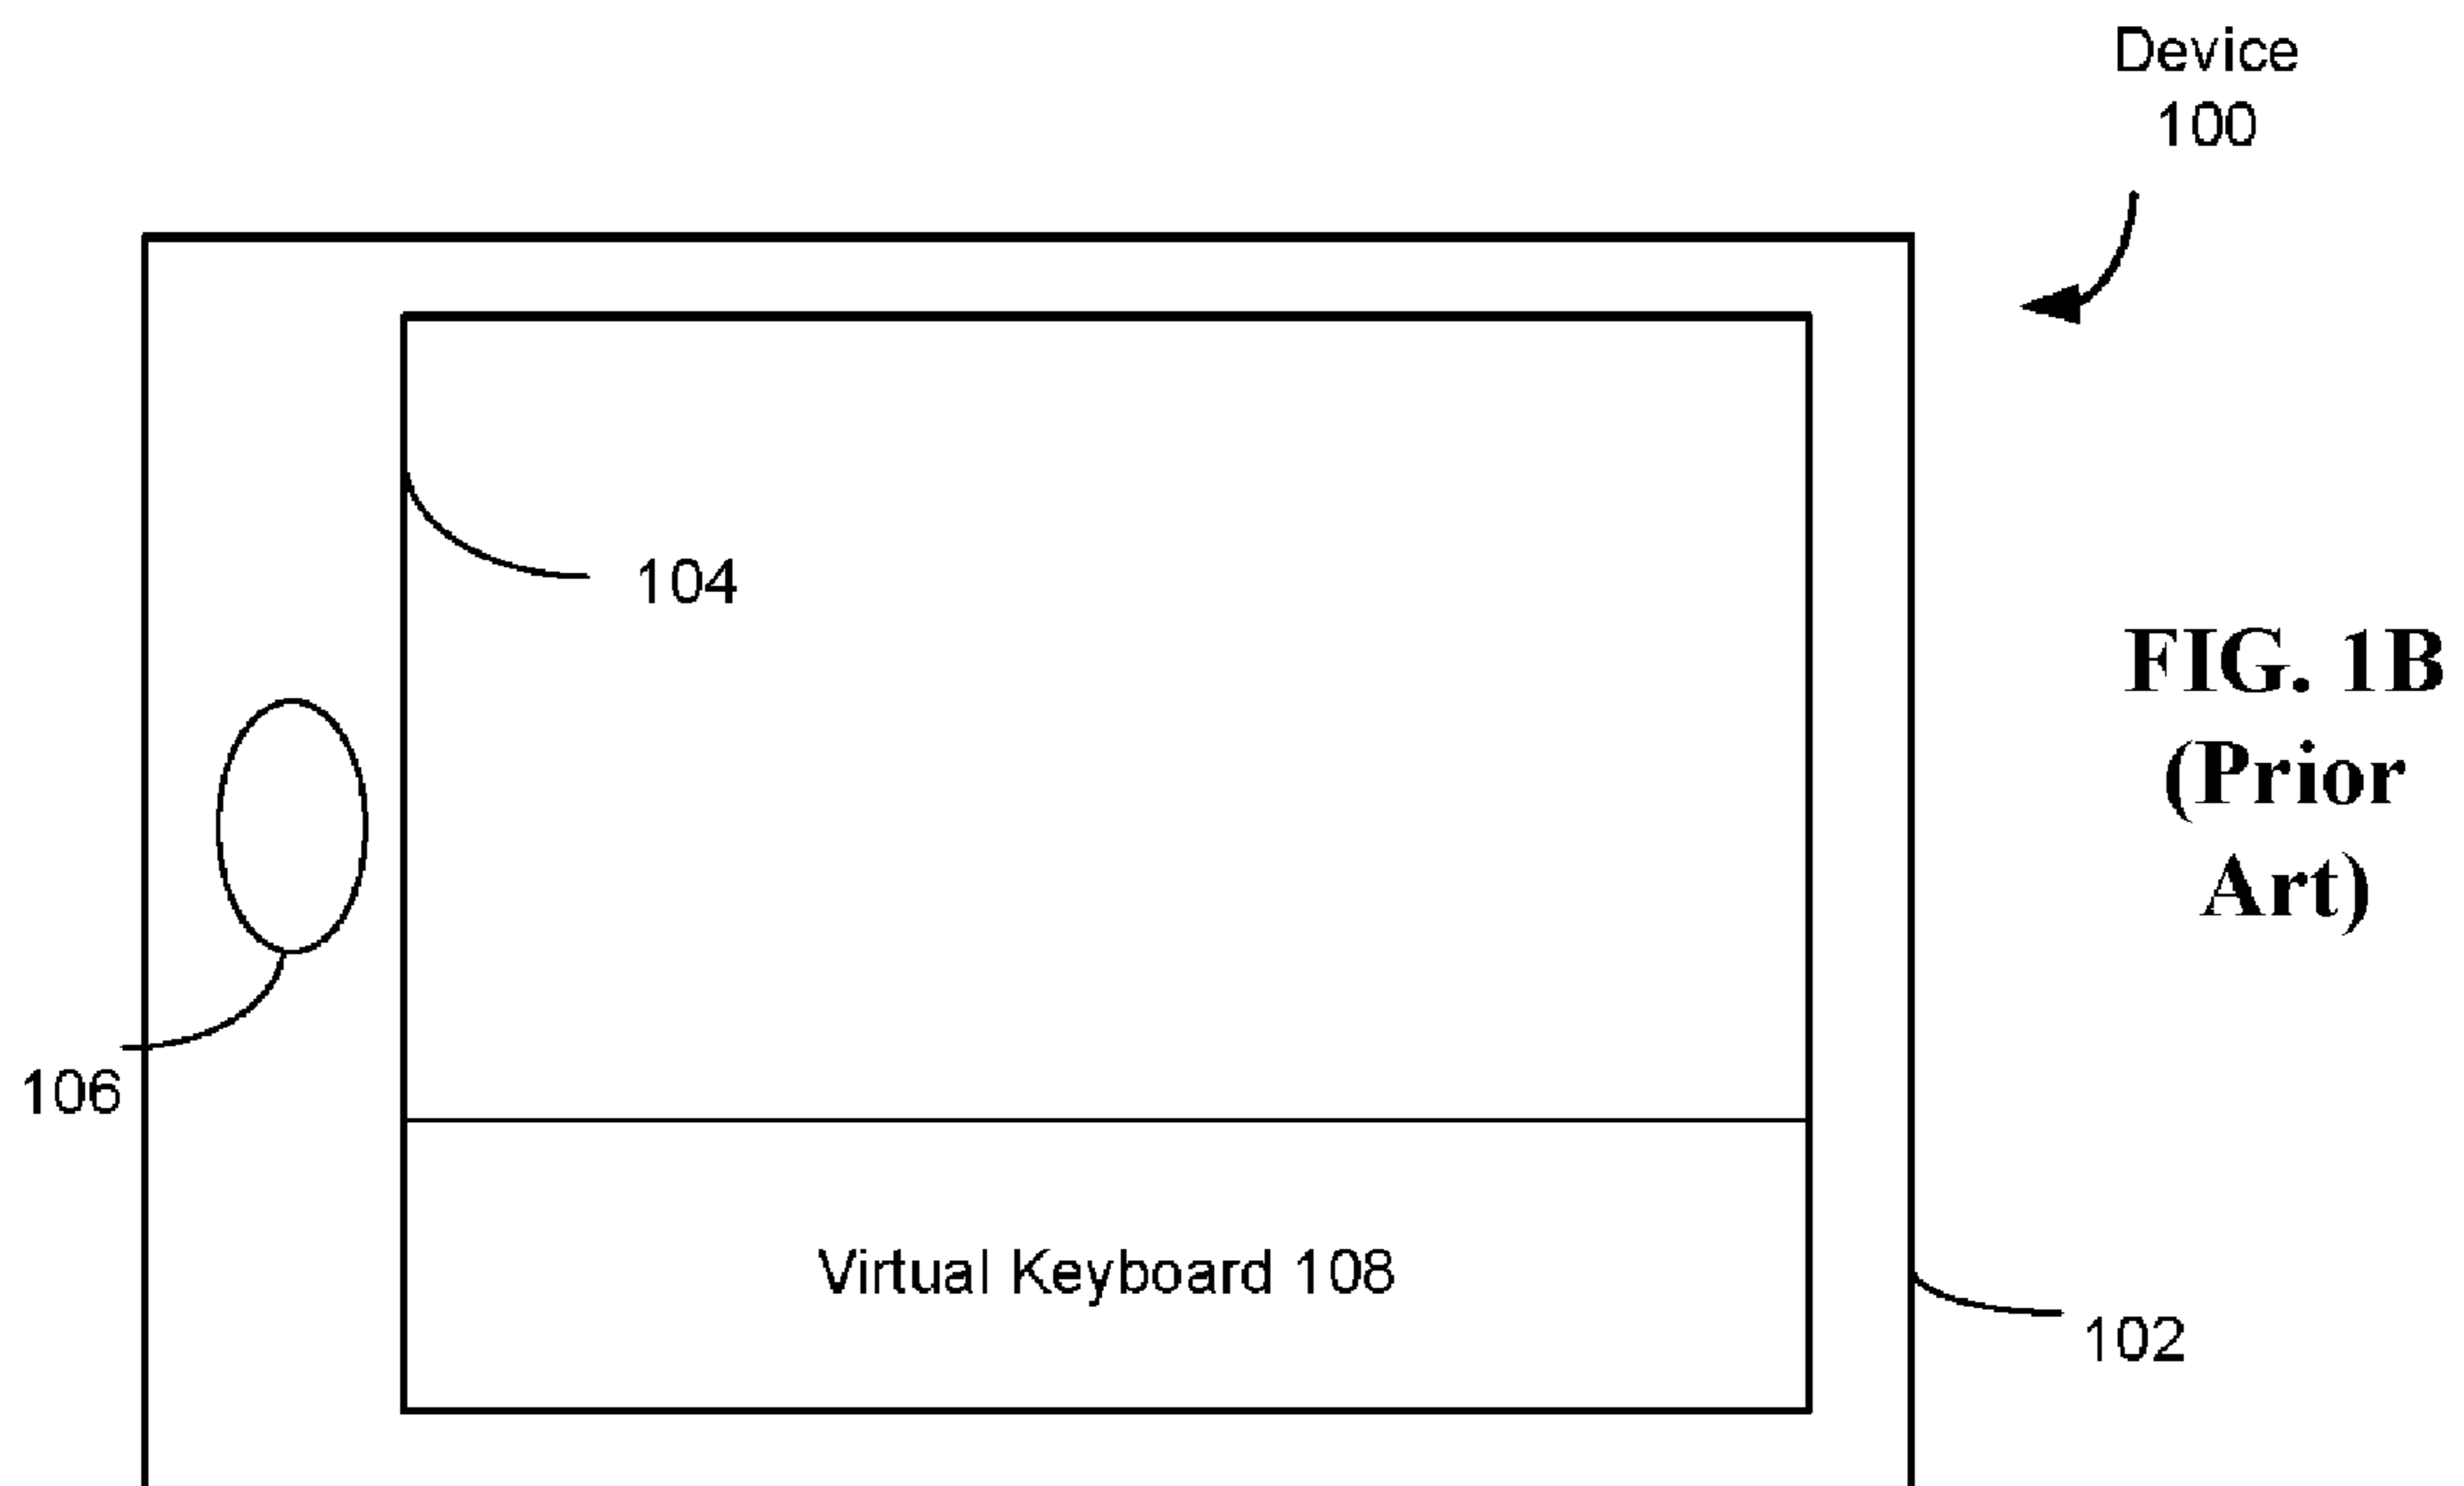 Device
100
104
FIG. 1B
(Prior
Art)
106
Virtual Keyboard 108
102